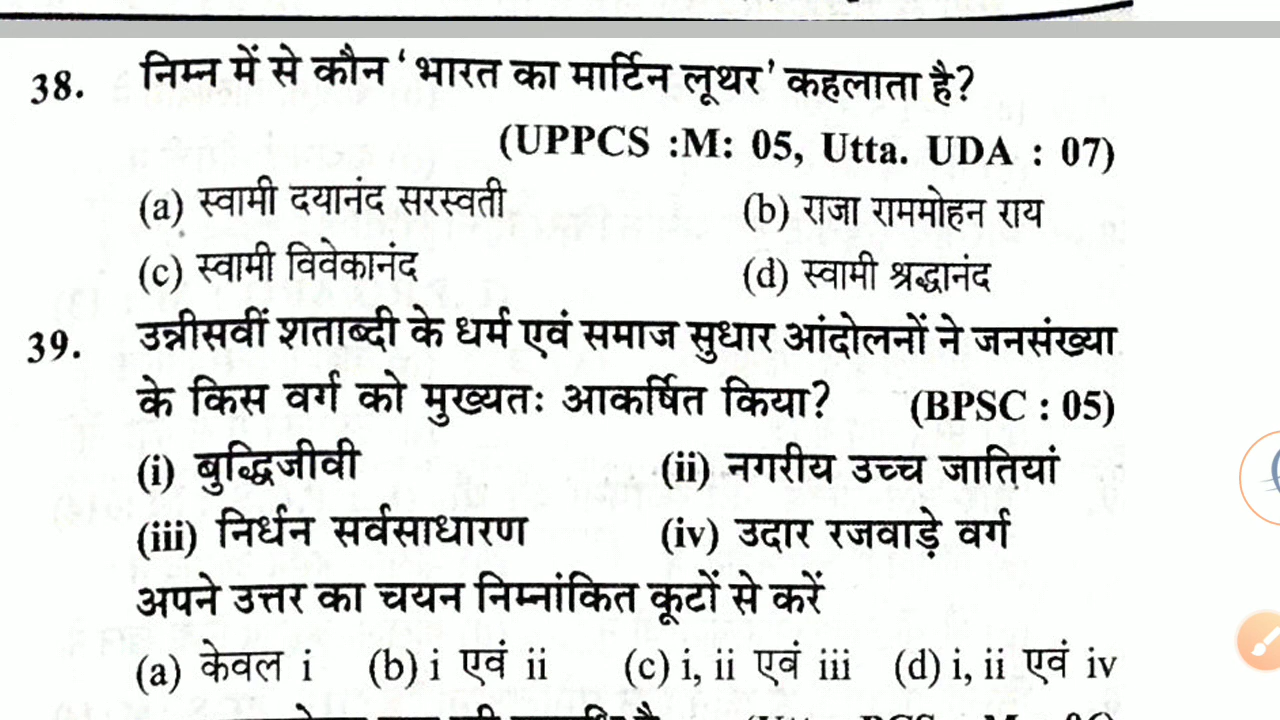 38. निम्न में से कौन 'भारत का मार्टिन लूथर' कहलाता है?
(UPPCS :M: 05, Utta. UDA : 07)
(a) स्वामी दयानंद सरस्वती (b) राजा राममोहन राय
(c) स्वामी विवेकानंद (d) स्वामी श्रद्धानंद
39. उन्नीसवीं शताब्दी के धर्म एवं समाज सुधार आंदोलनों ने जनसंख्या
के किस वर्ग को मुख्यतः आकर्षित किया? (BPSC : 05)
(i) बुद्धिजीवी (ii) नगरीय उच्च जातियां
(iii) निर्धन सर्वसाधारण (iv) उदार रजवाड़े वर्ग
अपने उत्तर का चयन निम्नांकित कूटों से करें
(a) केवल i (b) i एवं ii (c) i, ii एवं iii (d) i, ii एवं iv